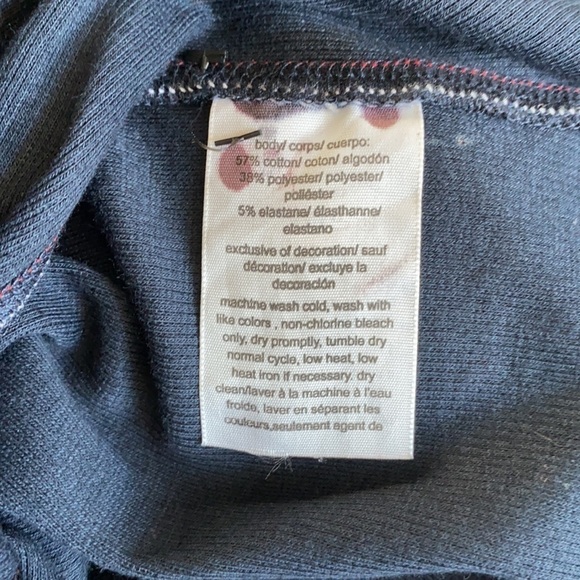 body/ corps/ cuerpo:
57% cotton/ coton/ algodón
38% polyester/ polyester/
poliéster
5% elastane/ élasthanne/
elastano
exclusive of decoration/ sauf
décoration/ excluye la
decoración
machine wash cold, wash with
like colors , non-chlorine bleach
only, dry promptly, tumble dry
normal cycle, low heat, low
heat iron if necessary. dry
clean/laver à la machine à l'eau
froide, laver en séparant les
couleurs,seulement agent de